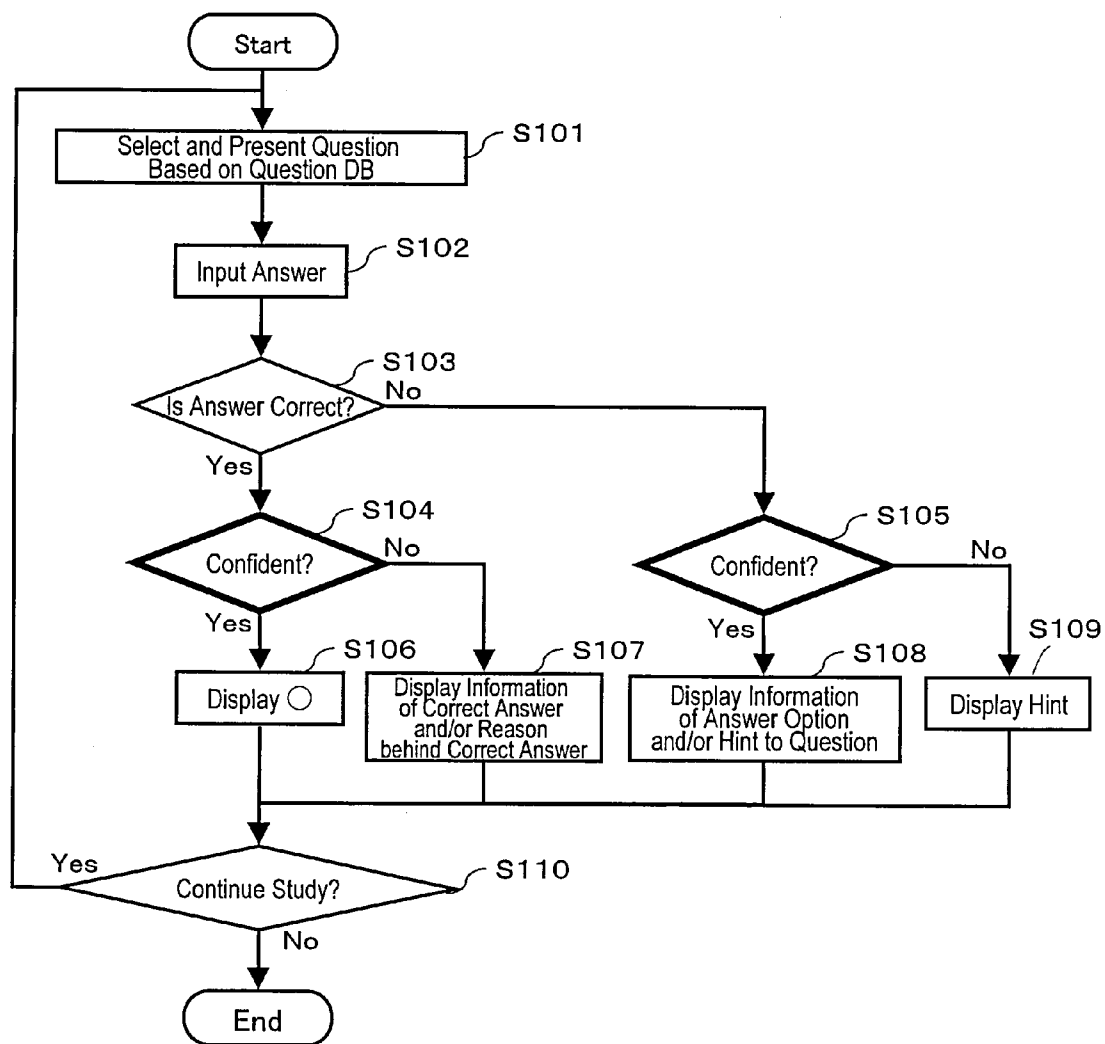 Start
S101
Select and Present Question
Based on Question DB
S102
Input Answer
S103
Is Answer Correct?
No
Yes
S104
Confident?
No
Yes
S105
Confident?
No
Yes
S106
Display ○
S107
Display Information
of Correct Answer
and/or Reason
behind Correct Answer
S108
Display Information
of Answer Option
and/or Hint to Question
S109
Display Hint
Yes
Continue Study?
S110
No
End